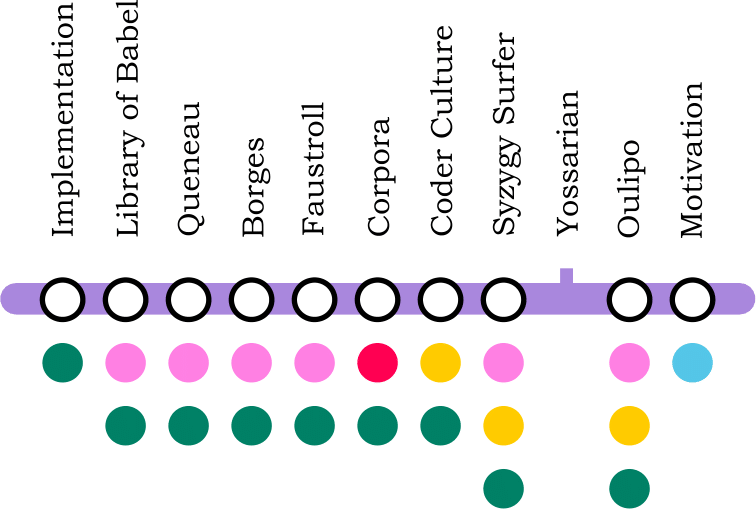 Implementation
Library of Babel
Queneau
Borges
Faustroll
Corpora
Coder Culture
Syzygy Surfer
Yossarian
Oulipo
Motivation